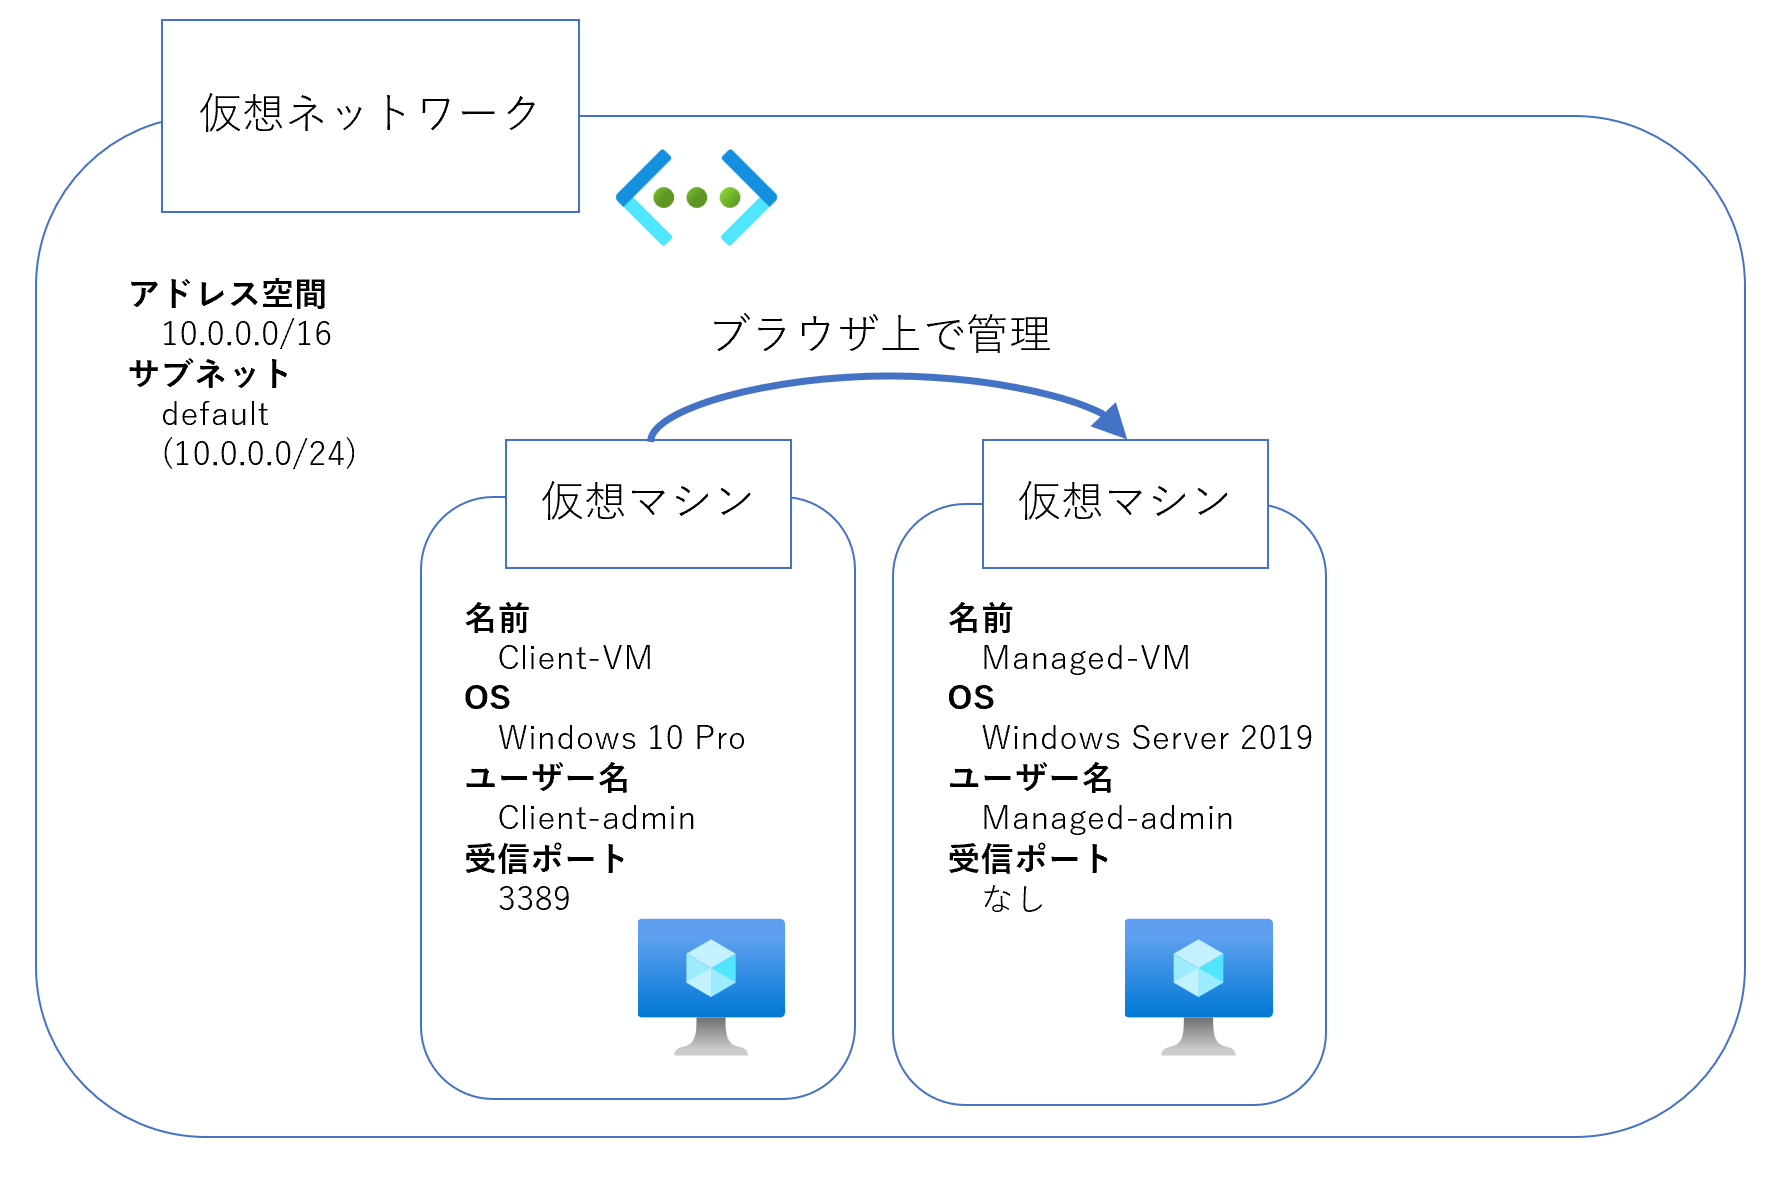 仮想ネットワーク
アドレス空間
10.0.0.0/16
サブネット
default
(10.0.0.0/24)
ブラウザ上で管理
仮想マシン
名前
Client-VM
OS
Windows 10 Pro
ユーザー名
Client-admin
受信ポート
3389
仮想マシン
名前
Managed-VM
OS
Windows Server 2019
ユーザー名
Managed-admin
受信ポート
なし